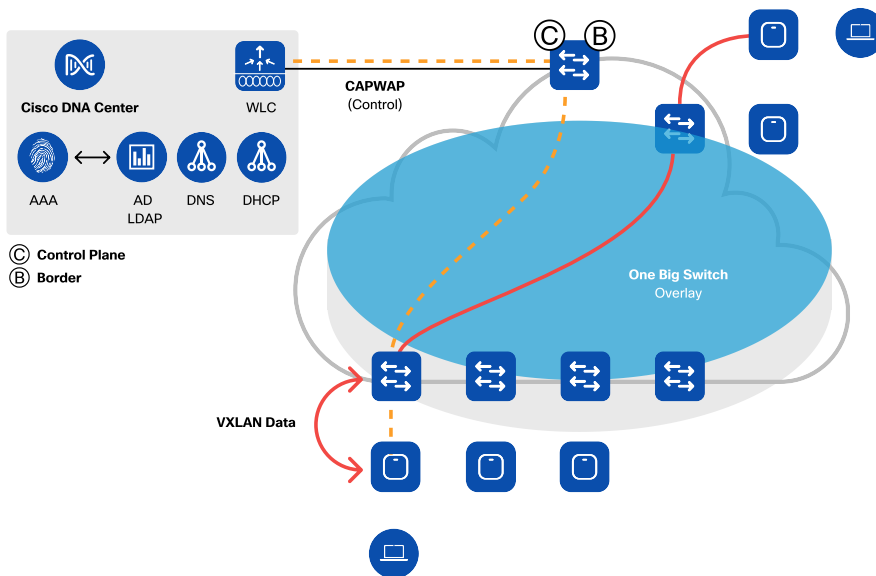 C B
CAPWAP
(Control)
Cisco DNA Center
WLC
AAA
AD
LDAP
DNS
DHCP
C Control Plane
B Border
One Big Switch
Overlay
VXLAN Data